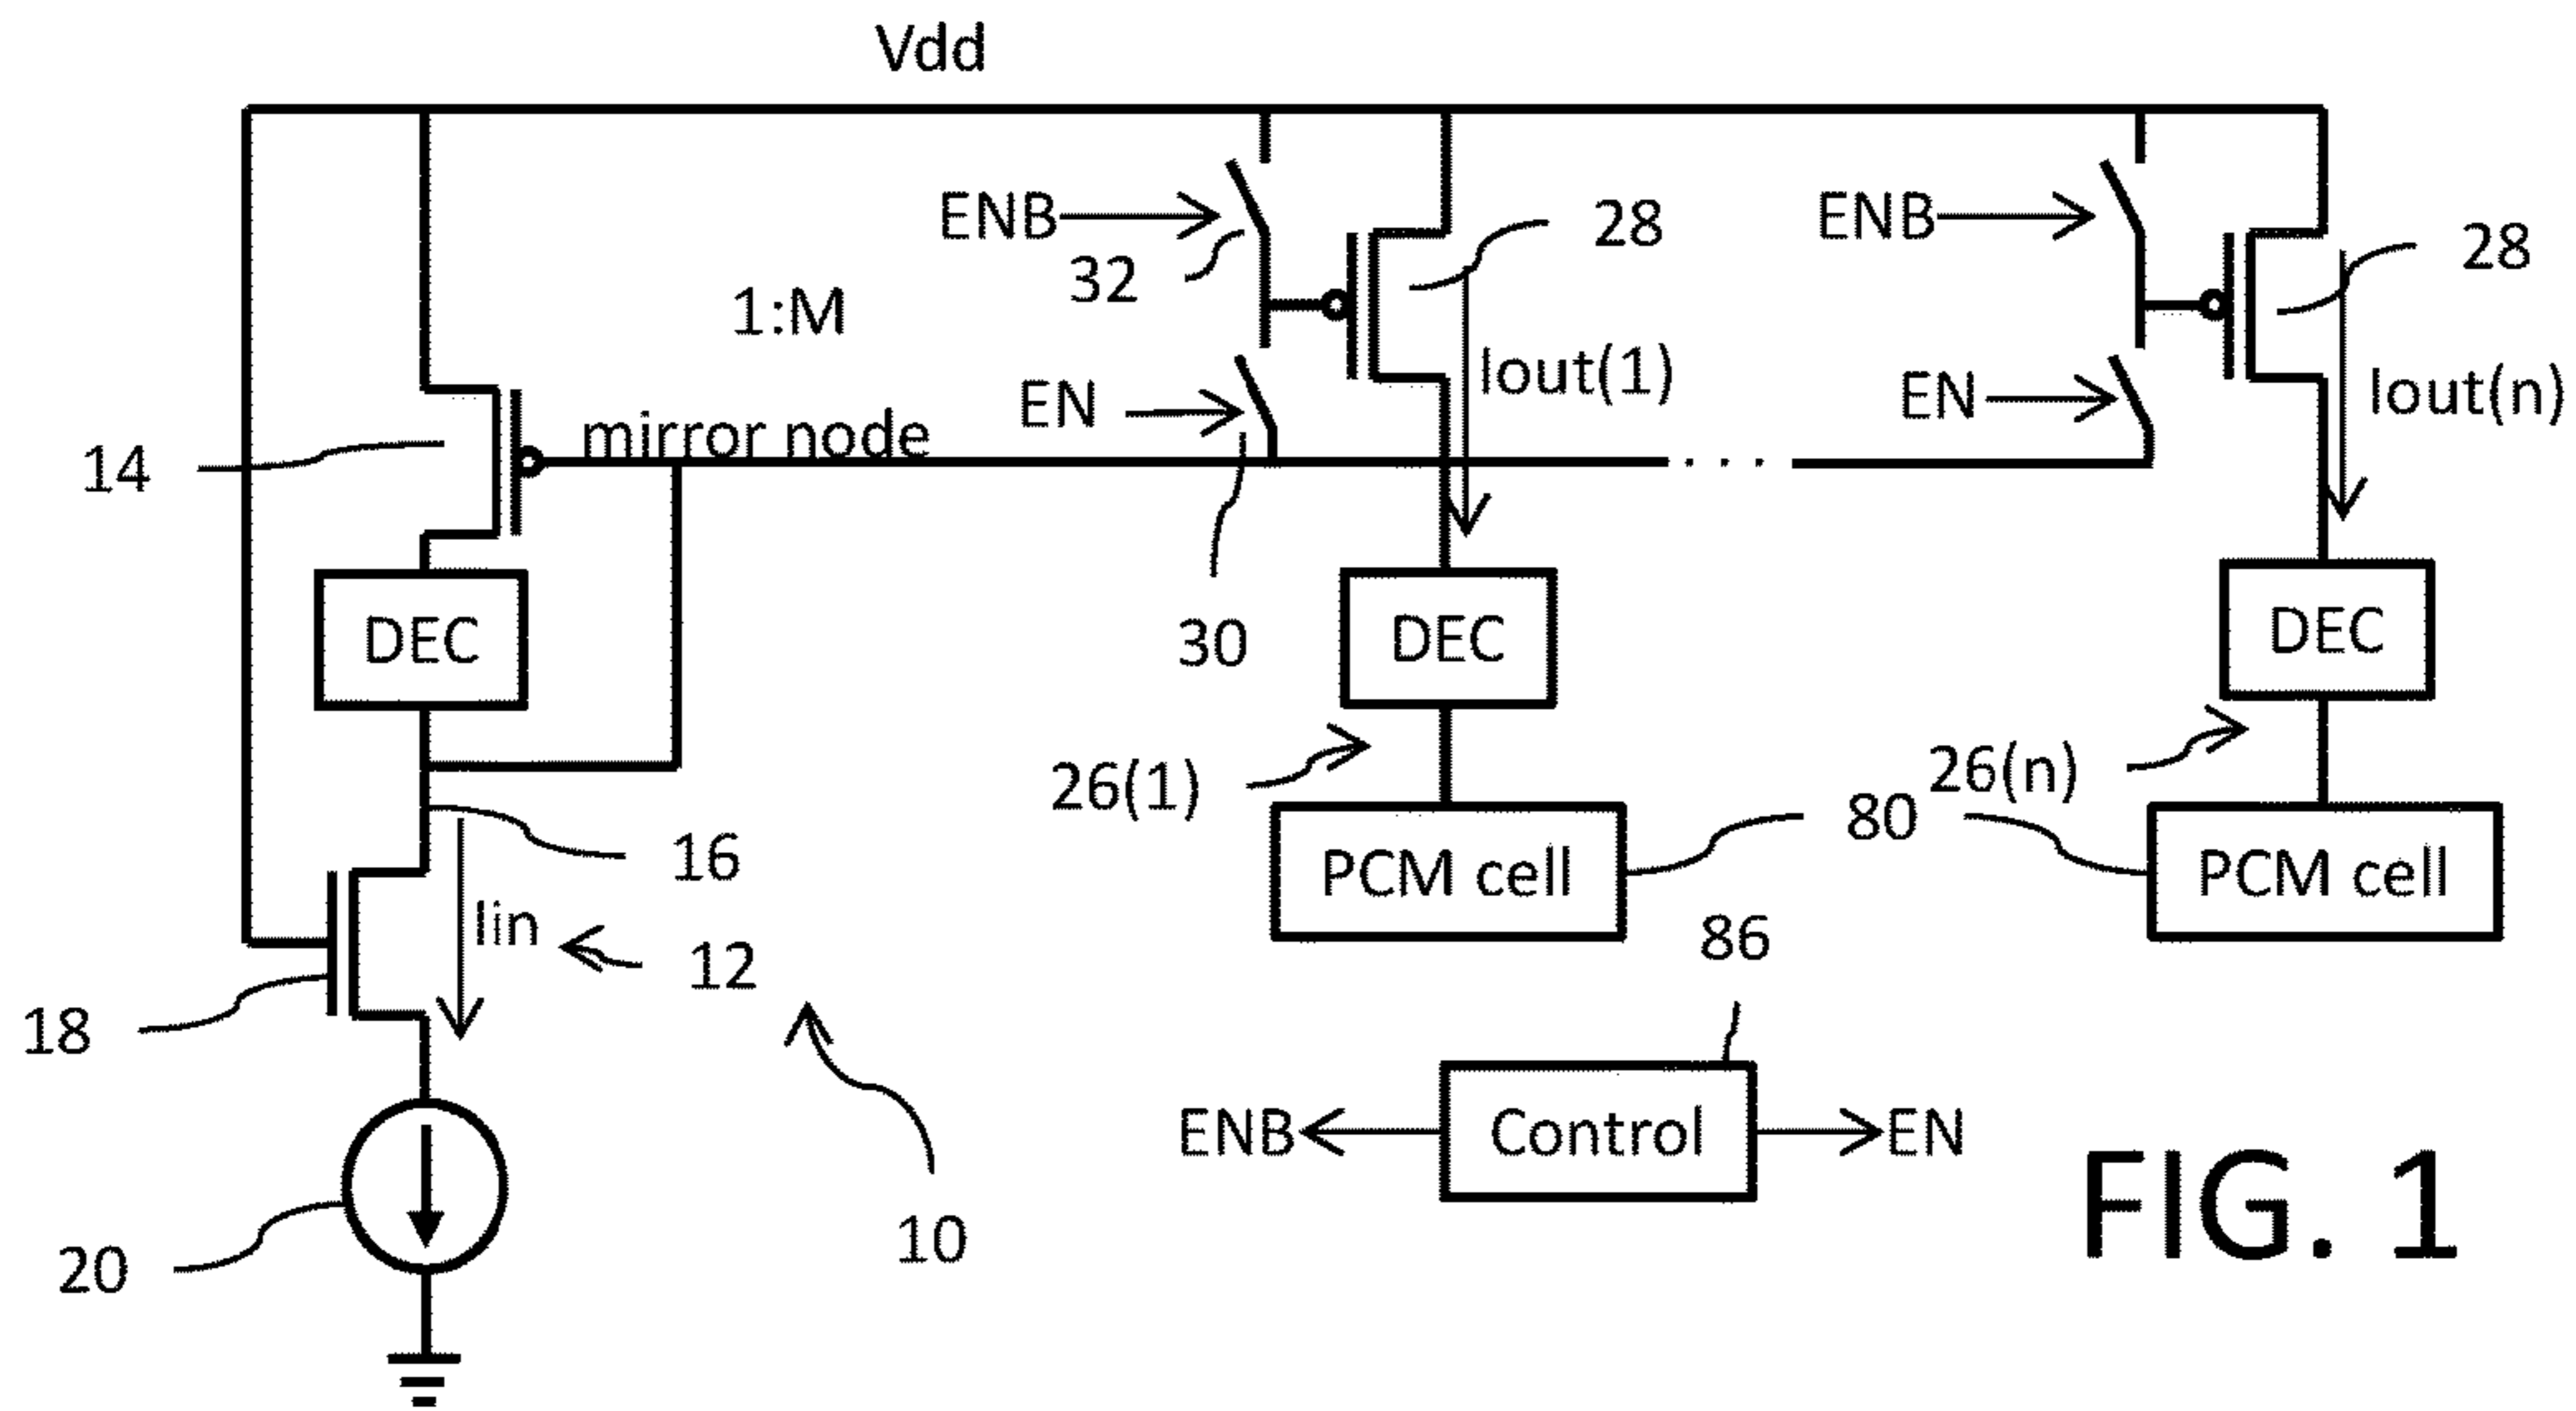 Vdd
ENB
32
28
ENB
28
1:M
EN
Iout(1)
EN
Iout(n)
14
mirror node
DEC
30
DEC
DEC
26(1)
26(n)
16
80
PCM cell
PCM cell
Iin
12
86
18
ENB
Control
EN
20
10
FIG. 1